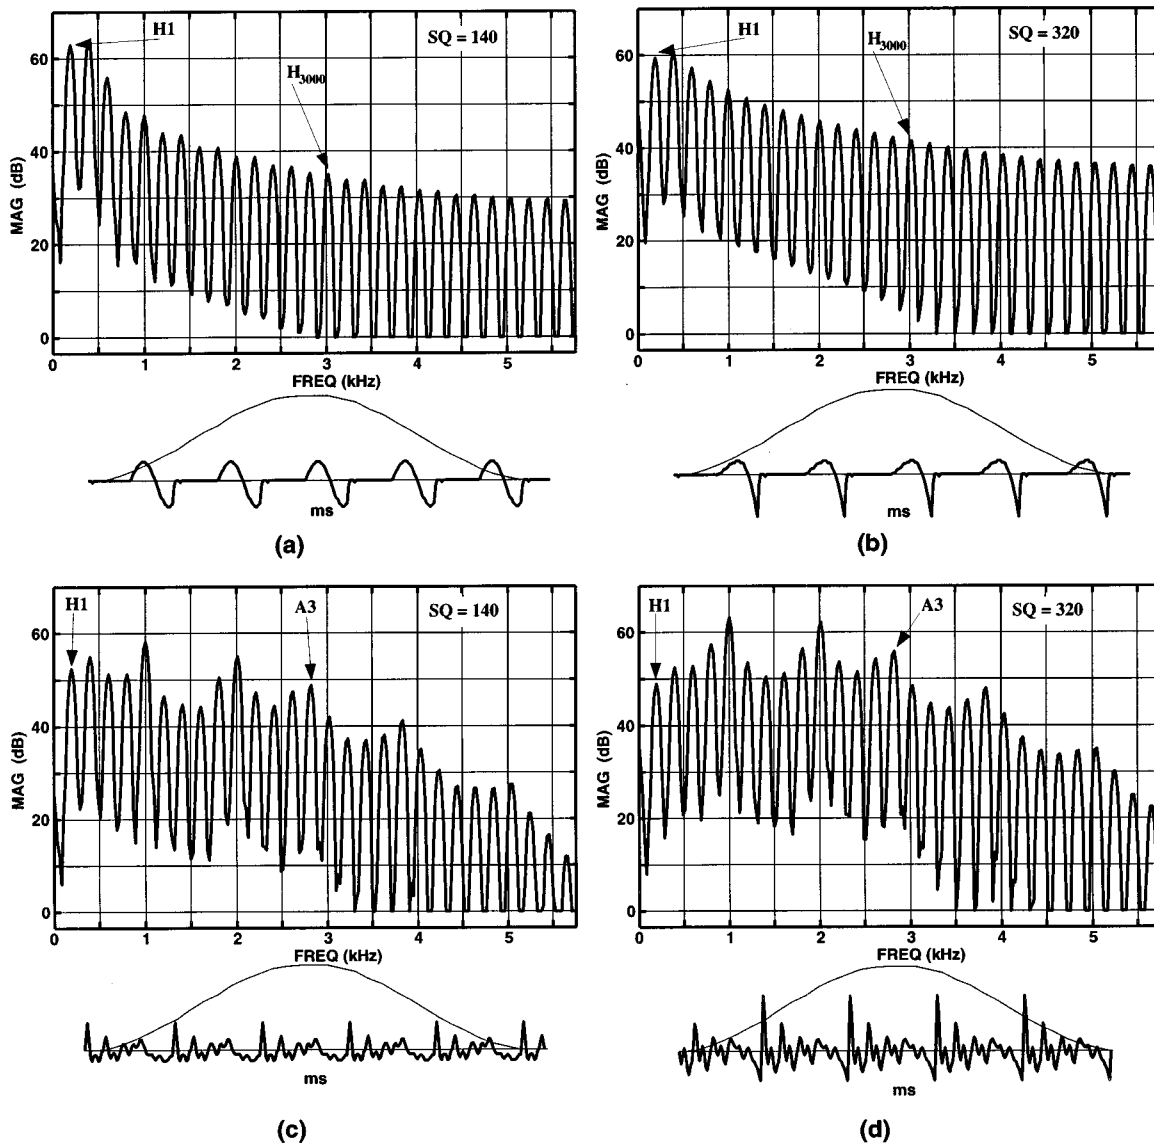 H1
SQ = 140
H3000
60
40
20
0
MAG (dB)
0 1 2 3 4 5
FREQ (kHz)
ms
(a)
H1
SQ = 320
H3000
60
40
20
0
MAG (dB)
0 1 2 3 4 5
FREQ (kHz)
ms
(b)
H1
A3
SQ = 140
60
40
20
0
MAG (dB)
0 1 2 3 4 5
FREQ (kHz)
ms
(c)
H1
SQ = 320
A3
60
40
20
0
MAG (dB)
0 1 2 3 4 5
FREQ (kHz)
ms
(d)